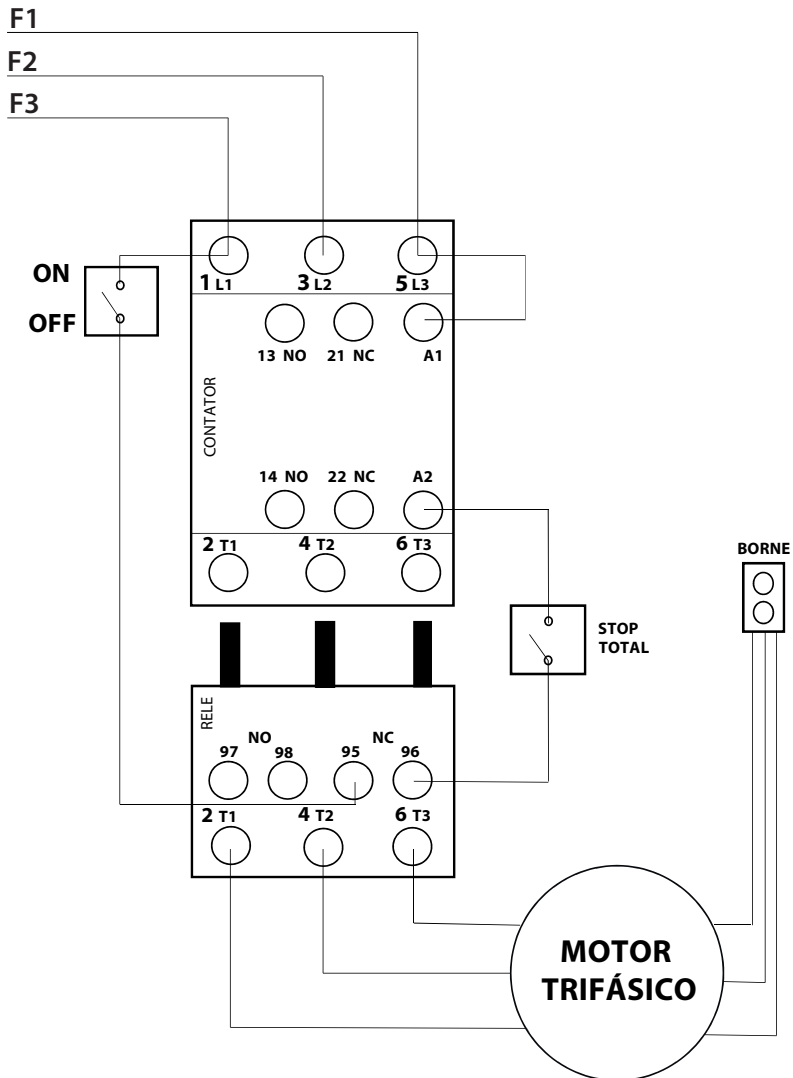 F1
F2
F3
ON
OFF
1 L1
3 L2
5 L3
13 NO
21 NC
A1
CONTATOR
14 NO
22 NC
A2
2 T1
4 T2
6 T3
BORNE
STOP
TOTAL
RELE
NO
NC
97
98
95
96
2 T1
4 T2
6 T3
MOTOR
TRIFÁSICO